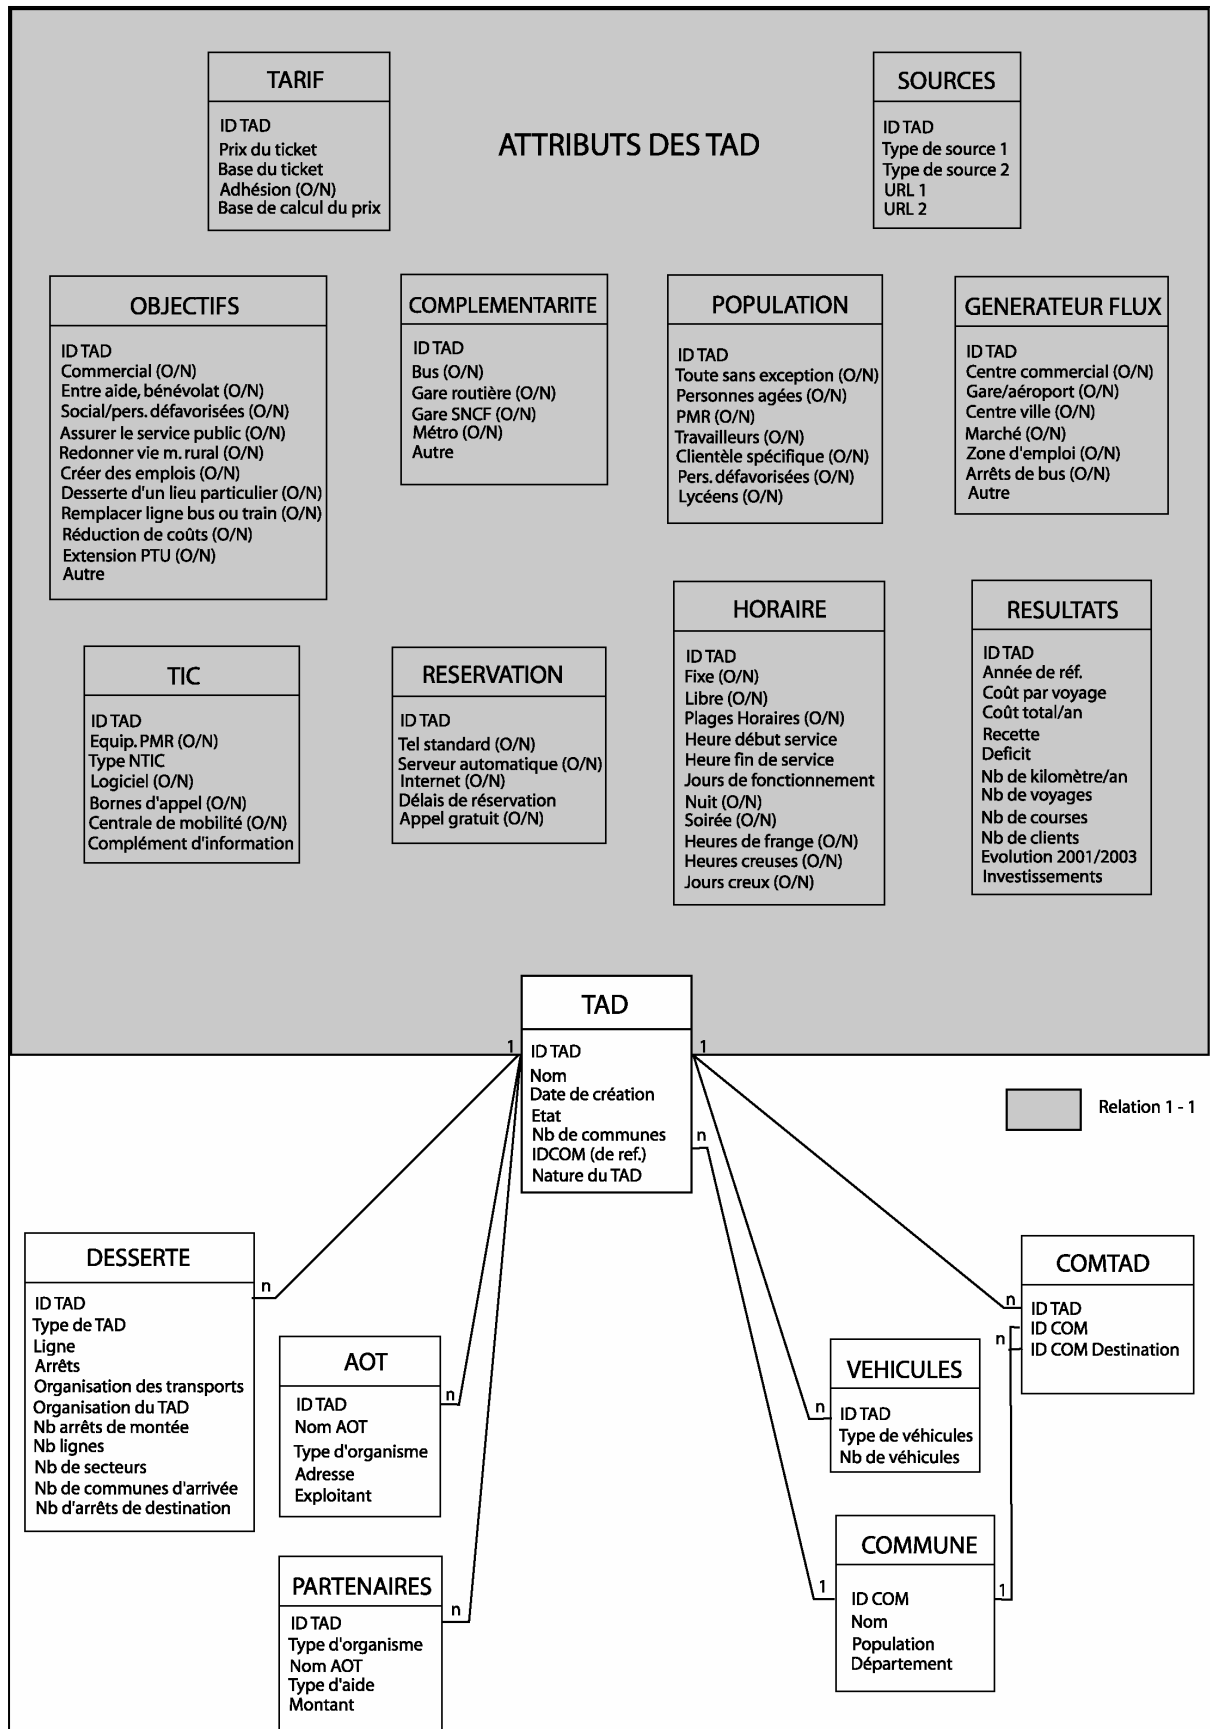 TARIF
ID TAD
Prix du ticket
Base du ticket
Adhésion (O/N)
Base de calcul du prix
ATTRIBUTS DES TAD
SOURCES
ID TAD
Type de source 1
Type de source 2
URL 1
URL 2
OBJECTIFS
ID TAD
Commercial (O/N)
Entre aide, bénévolat (O/N)
Social/pers. défavorisées (O/N)
Assurer le service public (O/N)
Redonner vie m. rural (O/N)
Créer des emplois (O/N)
Desserte d'un lieu particulier (O/N)
Remplacer ligne bus ou train (O/N)
Réduction de coûts (O/N)
Extension PTU (O/N)
Autre
COMPLEMENTARITE
ID TAD
Bus (O/N)
Gare routière (O/N)
Gare SNCF (O/N)
Métro (O/N)
Autre
POPULATION
ID TAD
Toute sans exception (O/N)
Personnes agées (O/N)
PMR (O/N)
Travailleurs (O/N)
Clientèle spécifique (O/N)
Pers. défavorisées (O/N)
Lycéens (O/N)
GENERATEUR FLUX
ID TAD
Centre commercial (O/N)
Gare/aéroport (O/N)
Centre ville (O/N)
Marché (O/N)
Zone d'emploi (O/N)
Arrêts de bus (O/N)
Autre
TIC
ID TAD
Equip. PMR (O/N)
Type NTIC
Logiciel (O/N)
Bornes d'appel (O/N)
Centrale de mobilité (O/N)
Complément d'information
RESERVATION
ID TAD
Tel standard (O/N)
Serveur automatique (O/N)
Internet (O/N)
Délais de réservation
Appel gratuit (O/N)
HORAIRE
ID TAD
Fixe (O/N)
Libre (O/N)
Plages Horaires (O/N)
Heure début service
Heure fin de service
Jours de fonctionnement
Nuit (O/N)
Soirée (O/N)
Heures de frange (O/N)
Heures creuses (O/N)
Jours creux (O/N)
RESULTATS
ID TAD
Année de réf.
Coût par voyage
Coût total/an
Recette
Deficit
Nb de kilomètre/an
Nb de voyages
Nb de courses
Nb de clients
Evolution 2001/2003
Investissements
TAD
ID TAD
Nom
Date de création
Etat
Nb de communes
IDCOM (de ref.)
Nature du TAD
1
1
n
Relation 1 - 1
DESSERTE
ID TAD
Type de TAD
Ligne
Arrêts
Organisation des transports
Organisation du TAD
Nb arrêts de montée
Nb lignes
Nb de secteurs
Nb de communes d'arrivée
Nb d'arrêts de destination
n
AOT
ID TAD
Nom AOT
Type d'organisme
Adresse
Exploitant
n
PARTENAIRES
ID TAD
Type d'organisme
Nom AOT
Type d'aide
Montant
n
VEHICULES
ID TAD
Type de véhicules
Nb de véhicules
n
COMTAD
ID TAD
ID COM
ID COM Destination
n
n
COMMUNE
ID COM
Nom
Population
Département
1
1